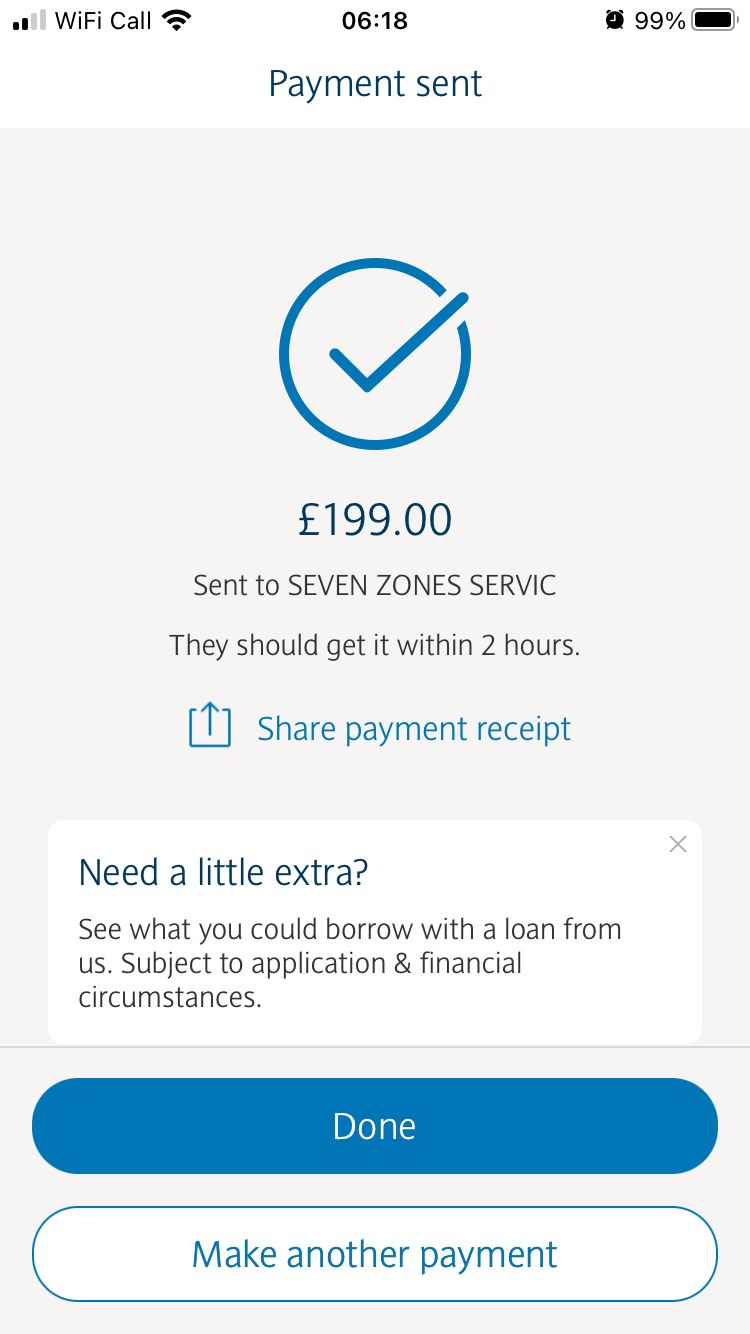 WiFi Call 06:18 99%
Payment sent
£199.00
Sent to SEVEN ZONES SERVIC
They should get it within 2 hours.
Share payment receipt
Need a little extra?
See what you could borrow with a loan from
us. Subject to application & financial
circumstances.
Done
Make another payment